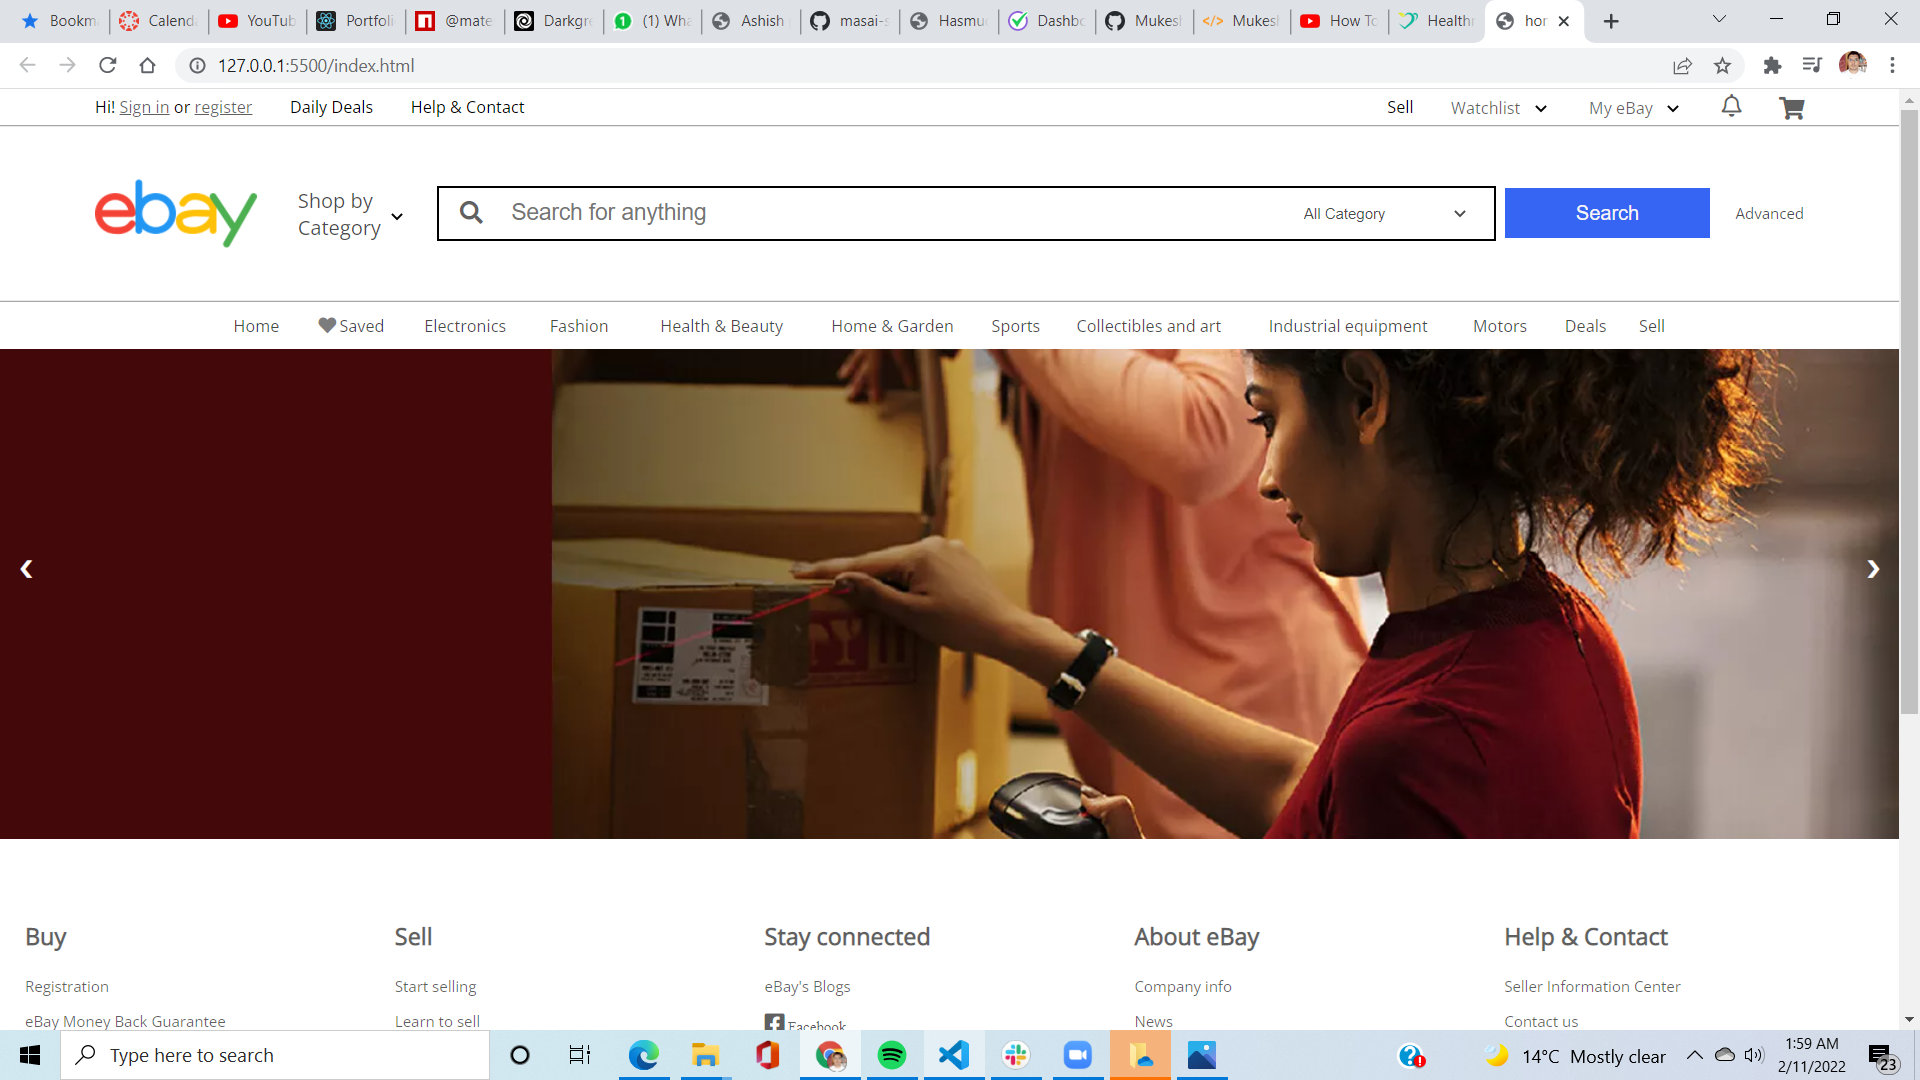 Bookm
Calend
YouTub
Portfoli
@mate
Darkgre
(1) Wha
Ashish
masai-s
Hasmu
Dashbo
Mukesh
Mukesh
How To
Health
hor
127.0.0.1:5500/index.html
Hi! Sign in or register Daily Deals Help & Contact Sell Watchlist My eBay
ebay
Shop by
Category
Search for anything All Category Search Advanced
Home Saved Electronics Fashion Health & Beauty Home & Garden Sports Collectibles and art Industrial equipment Motors Deals Sell
Buy Sell Stay connected About eBay Help & Contact
Registration Start selling eBay's Blogs Company info Seller Information Center
eBay Money Back Guarantee Learn to sell Facebook News Contact us
Type here to search
14°C Mostly clear
1:59 AM
2/11/2022
23